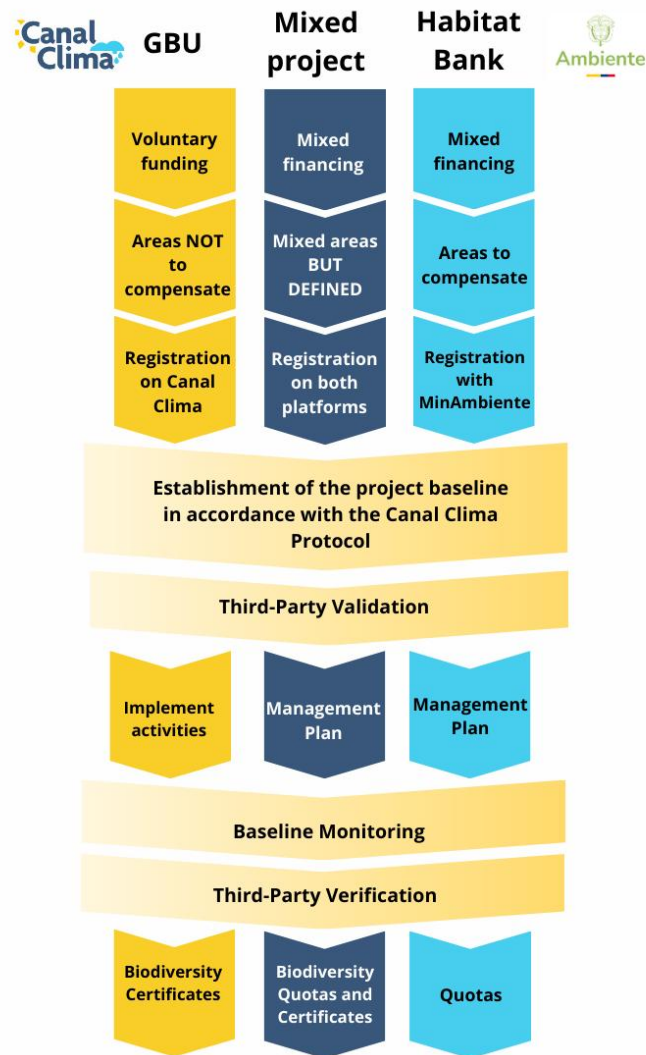 Canal
Clima
GBU
Mixed
project
Habitat
Bank
Ambiente
Voluntary
funding
Mixed
financing
Mixed
financing
Areas NOT
to
compensate
Mixed areas
BUT
DEFINED
Areas to
compensate
Registration
on Canal
Clima
Registration
on both
platforms
Registration
with
MinAmbiente
Establishment of the project baseline
in accordance with the Canal Clima
Protocol
Third-Party Validation
Implement
activities
Management
Plan
Management
Plan
Baseline Monitoring
Third-Party Verification
Biodiversity
Certificates
Biodiversity
Quotas and
Certificates
Quotas